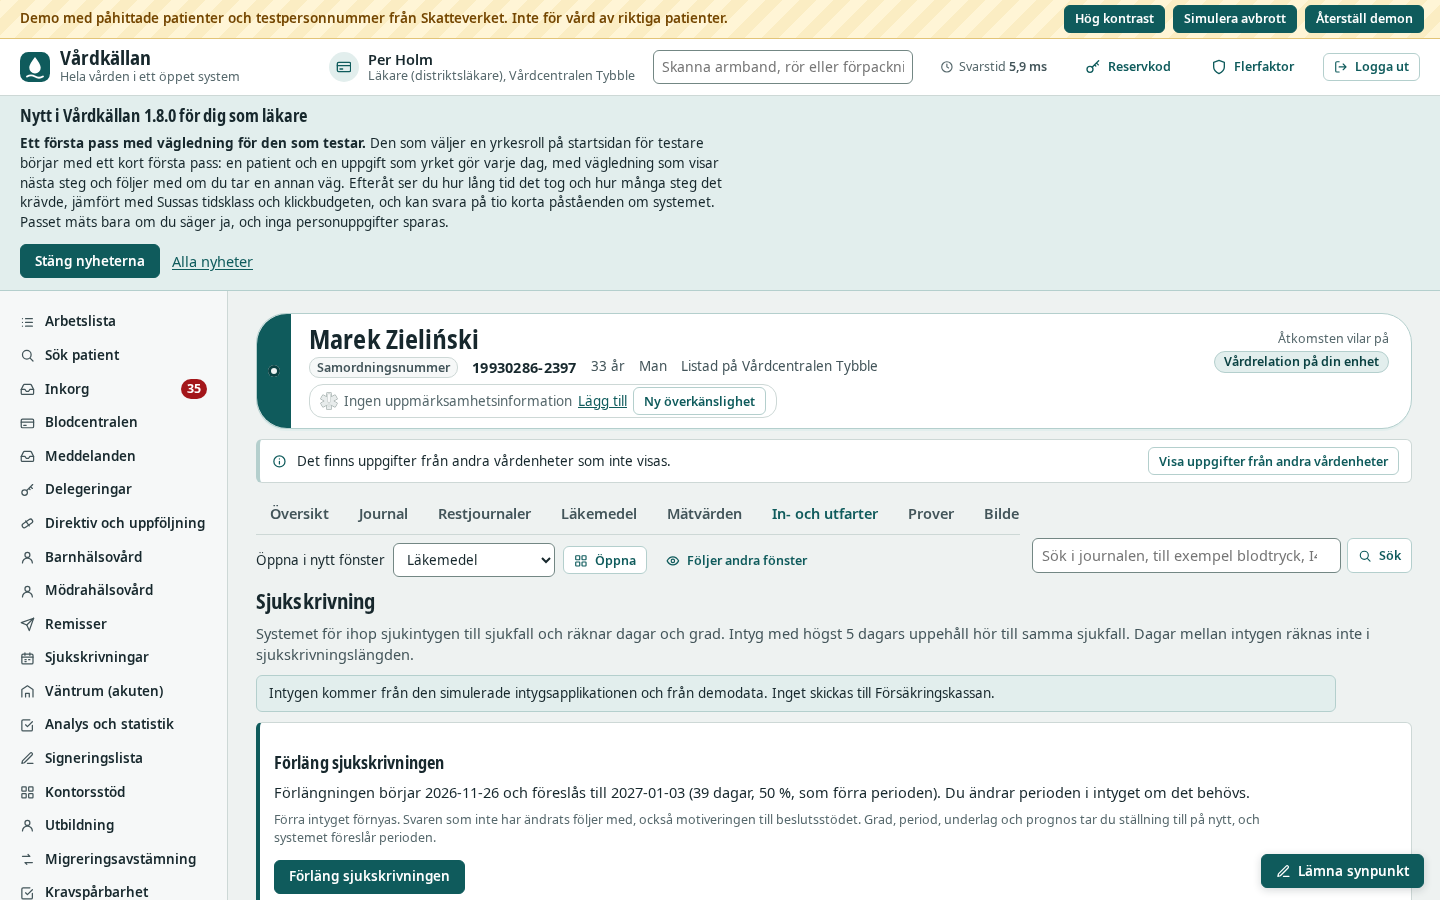 Demo med påhittade patienter och testpersonnummer från Skatteverket. Inte för vård av riktiga patienter.
Hög kontrast
Simulera avbrott
Återställ demon
Vårdkällan
Hela vården i ett öppet system
Per Holm
Läkare (distriktsläkare), Vårdcentralen Tybble
Skanna armband, rör eller förpackni
Svarstid 5,9 ms
Reservkod
Flerfaktor
Logga ut
Nytt i Vårdkällan 1.8.0 för dig som läkare
Ett första pass med vägledning för den som testar. Den som väljer en yrkesroll på startsidan för testare
börjar med ett kort första pass: en patient och en uppgift som yrket gör varje dag, med vägledning som visar
nästa steg och följer med om du tar en annan väg. Efteråt ser du hur lång tid det tog och hur många steg det
krävde, jämfört med Sussas tidsklass och klickbudgeten, och kan svara på tio korta påståenden om systemet.
Passet mäts bara om du säger ja, och inga personuppgifter sparas.
Stäng nyheterna
Alla nyheter
Arbetslista
Sök patient
Inkorg
35
Blodcentralen
Meddelanden
Delegeringar
Direktiv och uppföljning
Barnhälsovård
Mödrahälsovård
Remisser
Sjukskrivningar
Väntrum (akuten)
Analys och statistik
Signeringslista
Kontorsstöd
Utbildning
Migreringsavstämning
Kravspårbarhet
Marek Zieliński
Samordningsnummer
19930286-2397
33 år
Man
Listad på Vårdcentralen Tybble
Ingen uppmärksamhetsinformation
Lägg till
Ny överkänslighet
Åtkomsten vilar på
Vårdrelation på din enhet
Det finns uppgifter från andra vårdenheter som inte visas.
Visa uppgifter från andra vårdenheter
Översikt
Journal
Restjournaler
Läkemedel
Mätvärden
In- och utfarter
Prover
Bilde
Öppna i nytt fönster
Läkemedel
Öppna
Följer andra fönster
Sök i journalen, till exempel blodtryck, I
Sök
Sjukskrivning
Systemet för ihop sjukintygen till sjukfall och räknar dagar och grad. Intyg med högst 5 dagars uppehåll hör till samma sjukfall. Dagar mellan intygen räknas inte i
sjukskrivningslängden.
Intygen kommer från den simulerade intygsapplikationen och från demodata. Inget skickas till Försäkringskassan.
Förläng sjukskrivningen
Förlängningen börjar 2026-11-26 och föreslås till 2027-01-03 (39 dagar, 50 %, som förra perioden). Du ändrar perioden i intyget om det behövs.
Förra intyget förnyas. Svaren som inte har ändrats följer med, också motiveringen till beslutsstödet. Grad, period, underlag och prognos tar du ställning till på nytt, och
systemet föreslår perioden.
Förläng sjukskrivningen
Lämna synpunkt